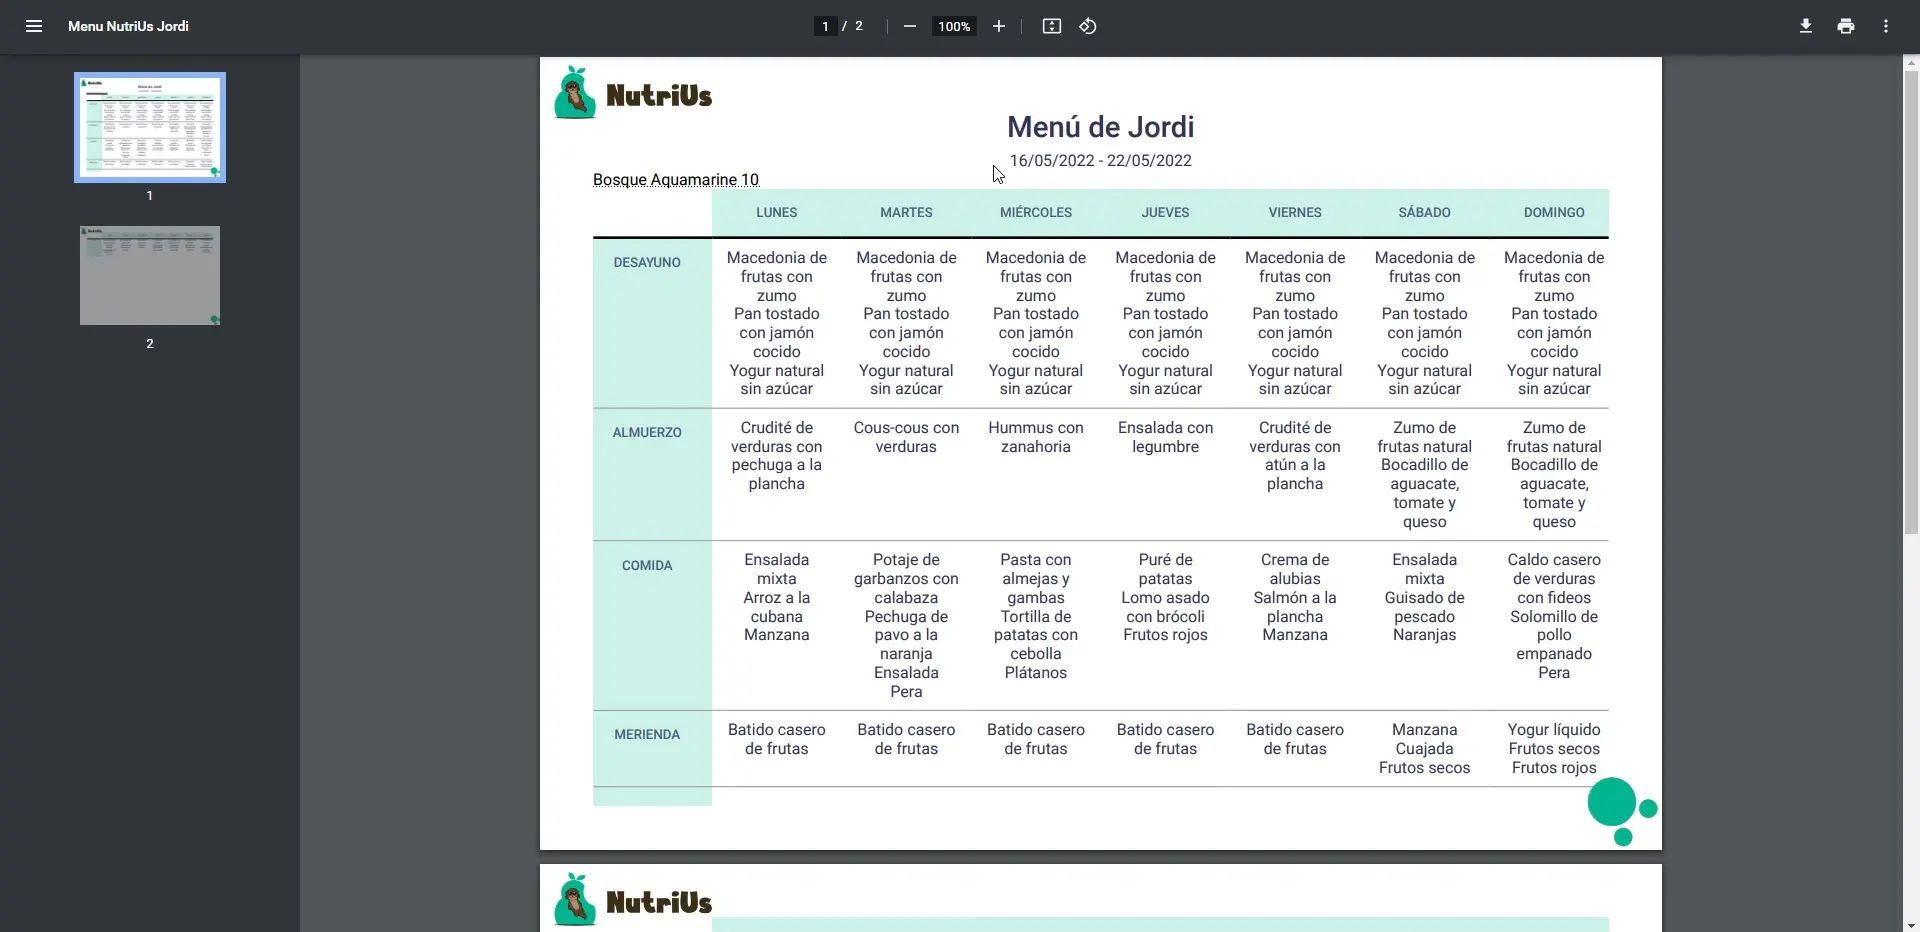 Menu NutriUs Jordi
1 / 2
100%
1
2
NutriUs
Menú de Jordi
16/05/2022 - 22/05/2022
Bosque Aquamarine 10
LUNES MARTES MIÉRCOLES JUEVES VIERNES SÁBADO DOMINGO
DESAYUNO
Macedonia de Macedonia de Macedonia de Macedonia de Macedonia de Macedonia de Macedonia de
frutas con frutas con frutas con frutas con frutas con frutas con frutas con
zumo zumo zumo zumo zumo zumo zumo
Pan tostado Pan tostado Pan tostado Pan tostado Pan tostado Pan tostado Pan tostado
con jamón con jamón con jamón con jamón con jamón con jamón con jamón
cocido cocido cocido cocido cocido cocido cocido
Yogur natural Yogur natural Yogur natural Yogur natural Yogur natural Yogur natural Yogur natural
sin azúcar sin azúcar sin azúcar sin azúcar sin azúcar sin azúcar sin azúcar
ALMUERZO
Crudité de Cous-cous con Hummus con Ensalada con Crudité de Zumo de Zumo de
verduras con verduras zanahoria legumbre verduras con frutas natural frutas natural
pechuga a la atún a la Bocadillo de Bocadillo de
plancha plancha aguacate, aguacate,
tomate y tomate y
queso queso
COMIDA
Ensalada Potaje de Pasta con Puré de Crema de Ensalada Caldo casero
mixta garbanzos con almejas y patatas alubias mixta de verduras
Arroz a la calabaza gambas Lomo asado Salmón a la Guisado de con fideos
cubana Pechuga de Tortilla de con brócoli plancha pescado Solomillo de
Manzana pavo a la patatas con Frutos rojos Manzana Naranjas pollo
naranja cebolla empanado
Ensalada Plátanos Pera
Pera
MERIENDA
Batido casero Batido casero Batido casero Batido casero Batido casero Manzana Yogur líquido
de frutas de frutas de frutas de frutas de frutas Cuajada Frutos secos
Frutos secos Frutos rojos
NutriUs